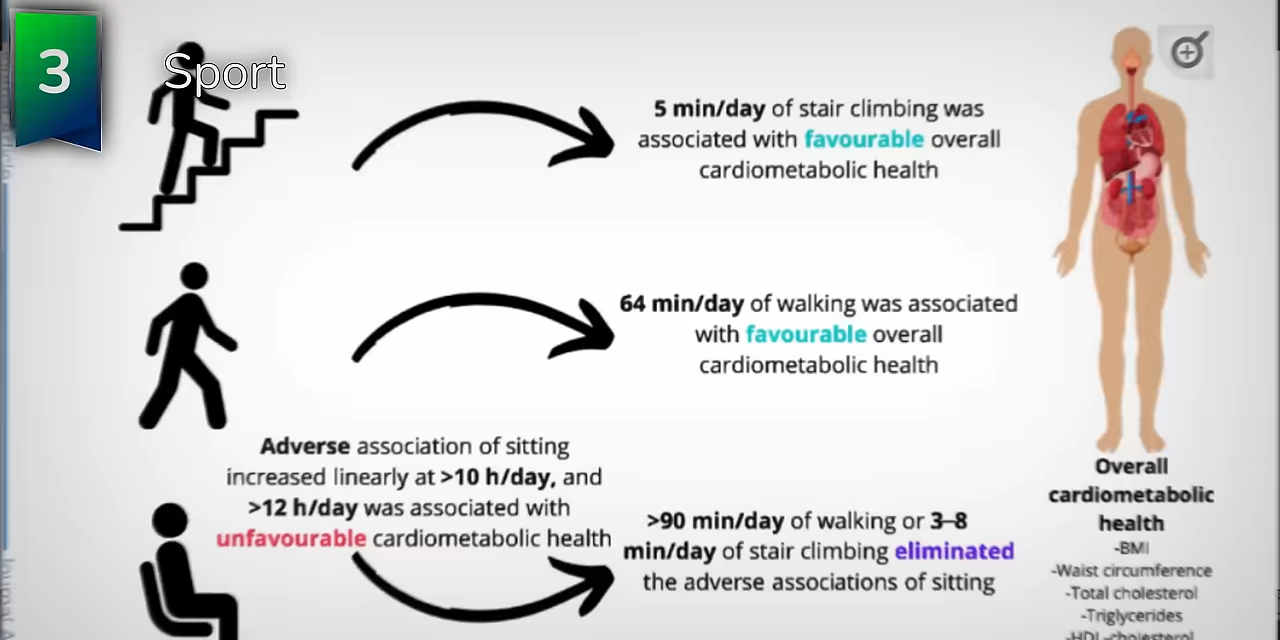 3
Sport
5 min/day of stair climbing was
associated with favourable overall
cardiometabolic health
64 min/day of walking was associated
with favourable overall
cardiometabolic health
Adverse association of sitting
increased linearly at >10 h/day, and
>12 h/day was associated with
unfavourable cardiometabolic health
>90 min/day of walking or 3–8
min/day of stair climbing eliminated
the adverse associations of sitting
Overall
cardiometabolic
health
-BMI
-Waist circumference
-Total cholesterol
-Triglycerides
-HDL-cholesterol